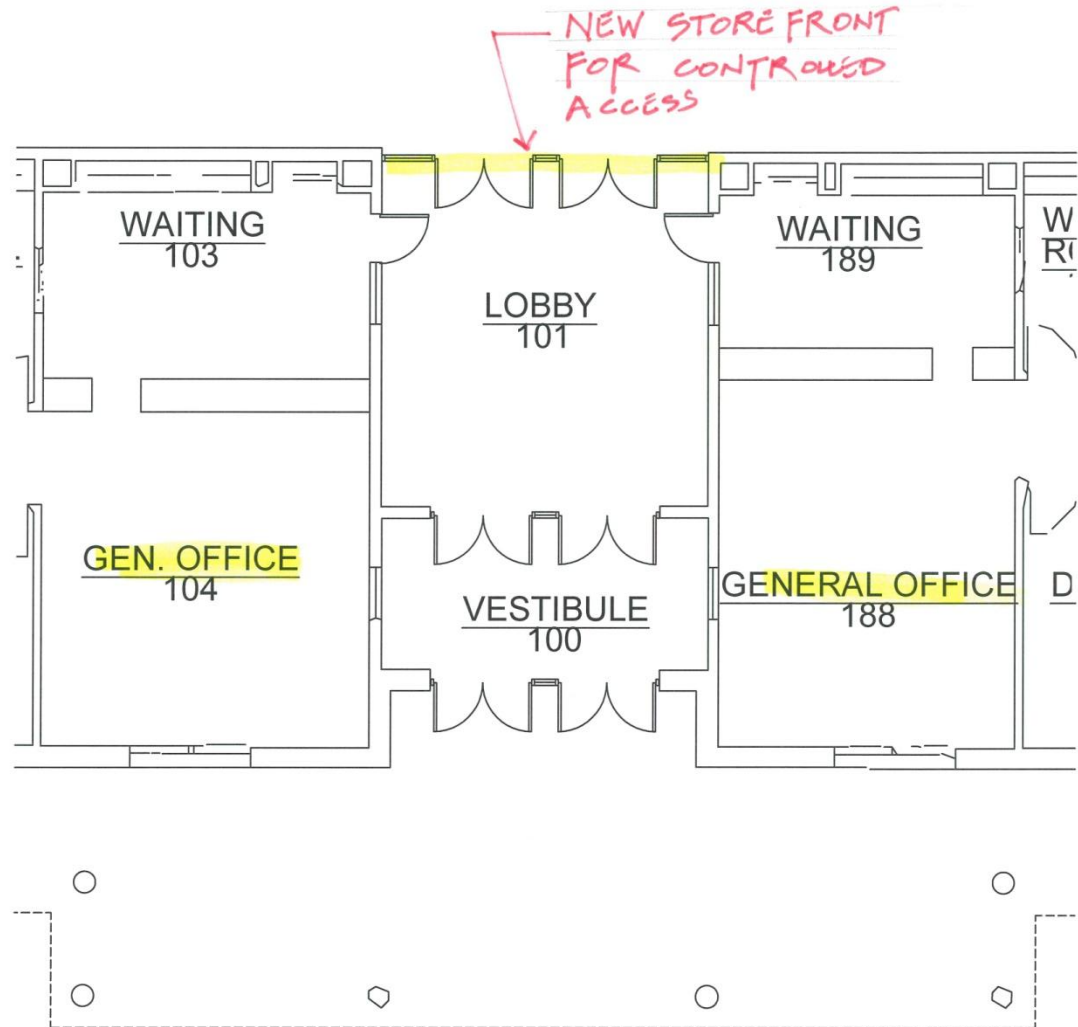 NEW STORE FRONT
FOR CONTROLLED
ACCESS
WAITING
103
WAITING
189
W
R
LOBBY
101
GEN. OFFICE
104
VESTIBULE
100
GENERAL OFFICE
188
D